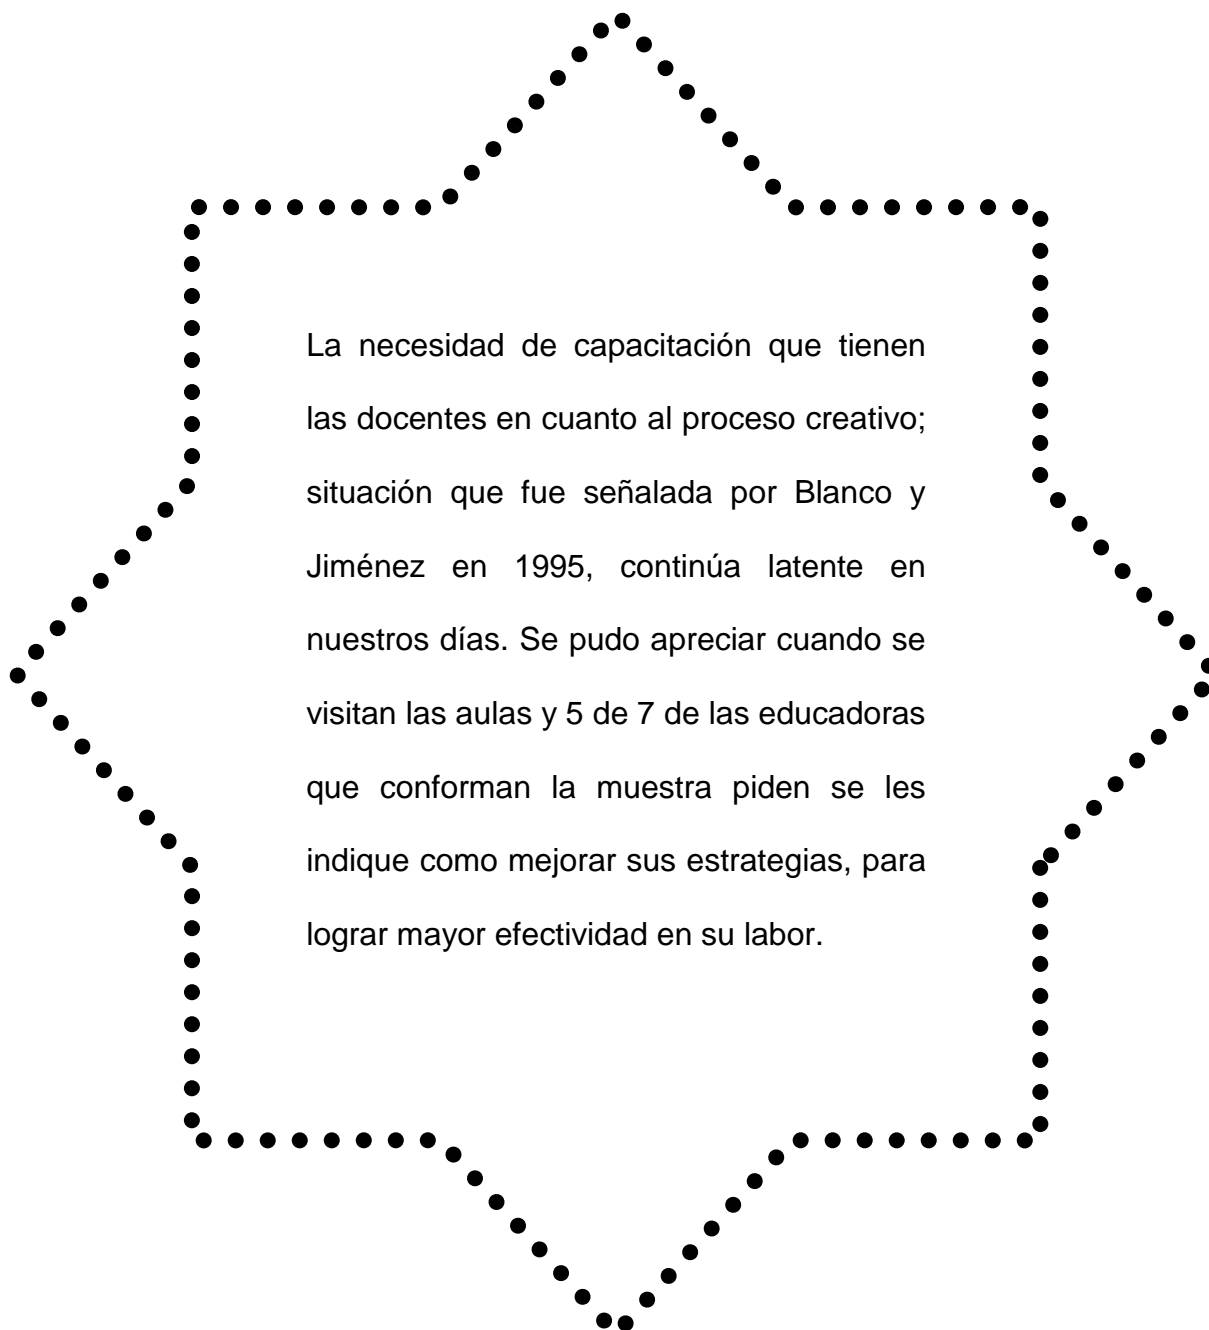 La necesidad de capacitación que tienen
las docentes en cuanto al proceso creativo;
situación que fue señalada por Blanco y
Jiménez en 1995, continúa latente en
nuestros días. Se pudo apreciar cuando se
visitan las aulas y 5 de 7 de las educadoras
que conforman la muestra piden se les
indique como mejorar sus estrategias, para
lograr mayor efectividad en su labor.